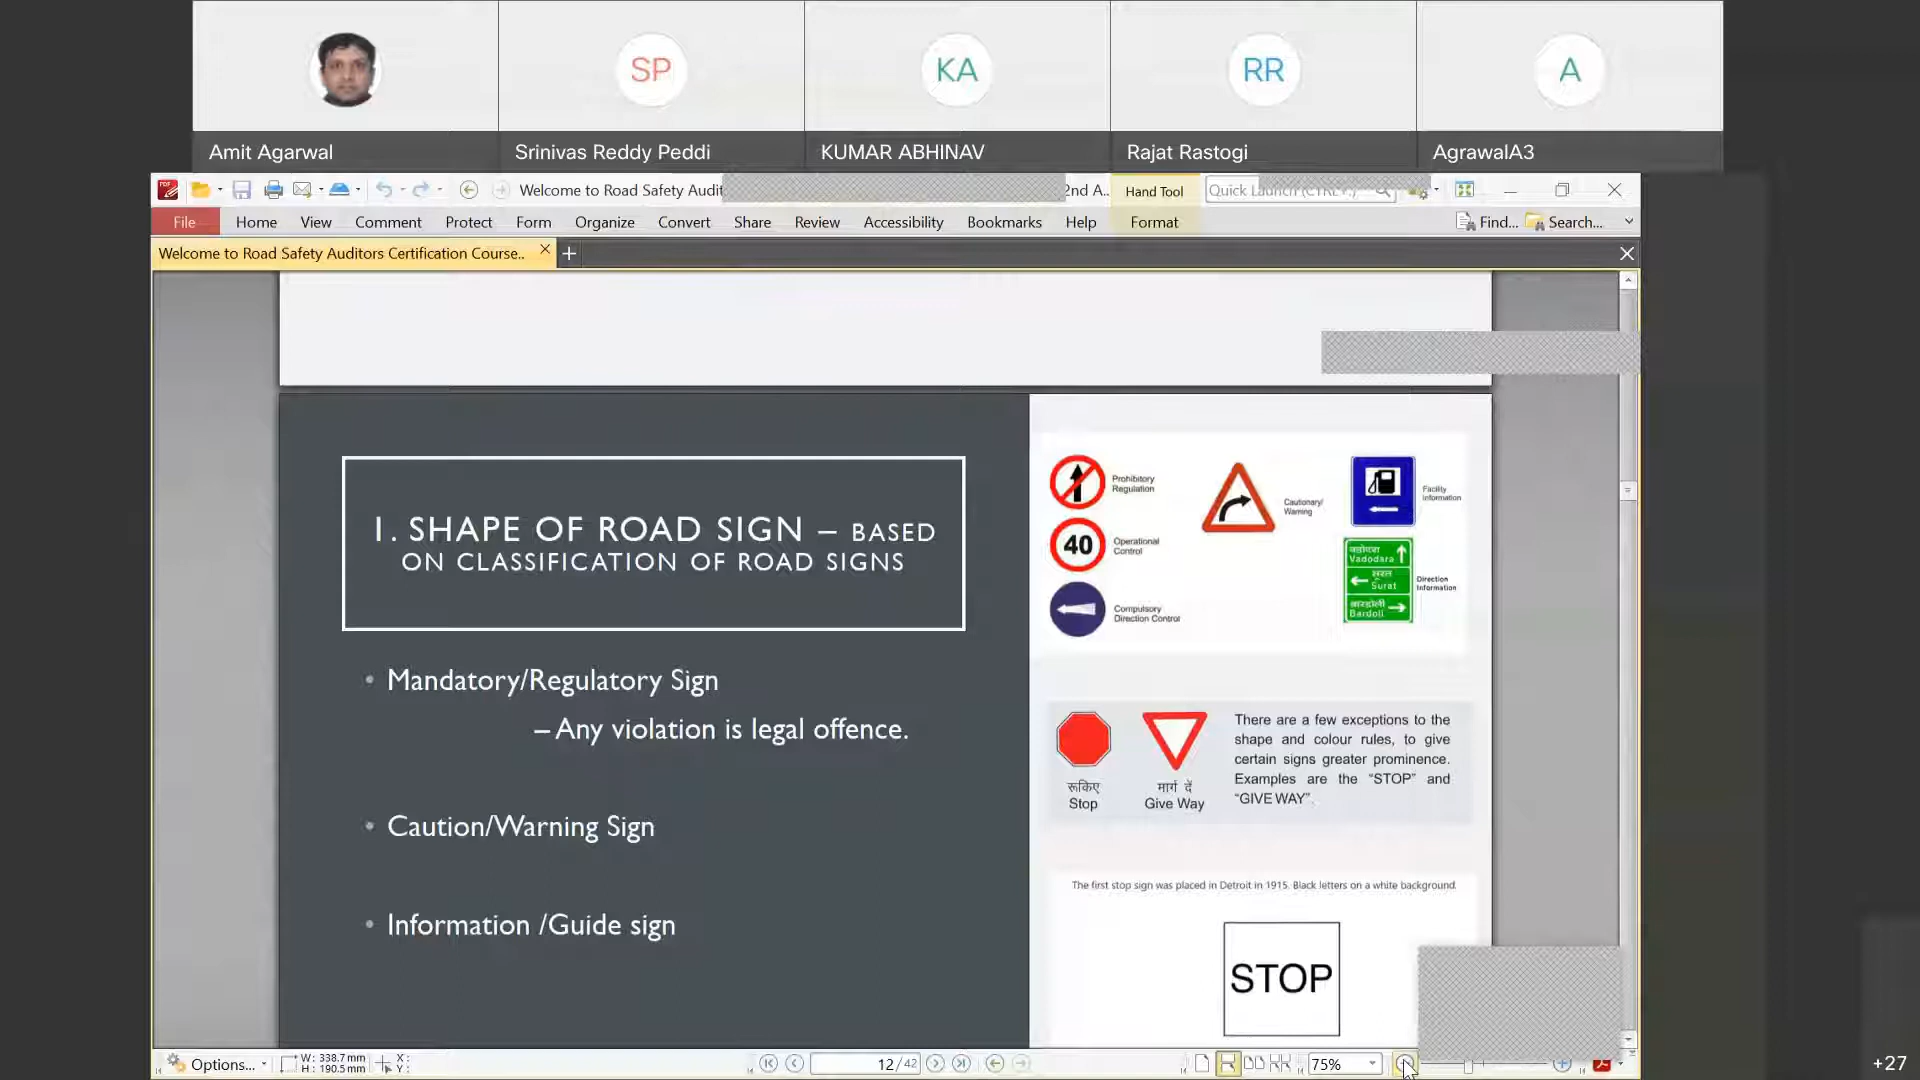 SP
KA
RR
A
Amit Agarwal
Srinivas Reddy Peddi
KUMAR ABHINAV
Rajat Rastogi
AgrawalA3
Welcome to Road Safety Audit
2nd A..
Hand Tool
File
Home
View
Comment
Protect
Form
Organize
Convert
Share
Review
Accessibility
Bookmarks
Help
Format
Find...
Search...
Welcome to Road Safety Auditors Certification Course..
1. SHAPE OF ROAD SIGN – BASED
ON CLASSIFICATION OF ROAD SIGNS
• Mandatory/Regulatory Sign
– Any violation is legal offence.
• Caution/Warning Sign
• Information /Guide sign
Prohibitory
Regulation
40
Operational
Control
Compulsory
Direction Control
Cautionary/
Warning
Facility
Information
वडोदरा
Vadodara
सूरत
Surat
बारडोली
Bardoli
Direction
Information
रूकिए
Stop
मार्ग दें
Give Way
There are a few exceptions to the
shape and colour rules, to give
certain signs greater prominence.
Examples are the “STOP” and
“GIVE WAY”.
The first stop sign was placed in Detroit in 1915. Black letters on a white background.
STOP
Options...
W: 338.7 mm
H: 190.5 mm
X:
Y:
12 / 42
75%
+27